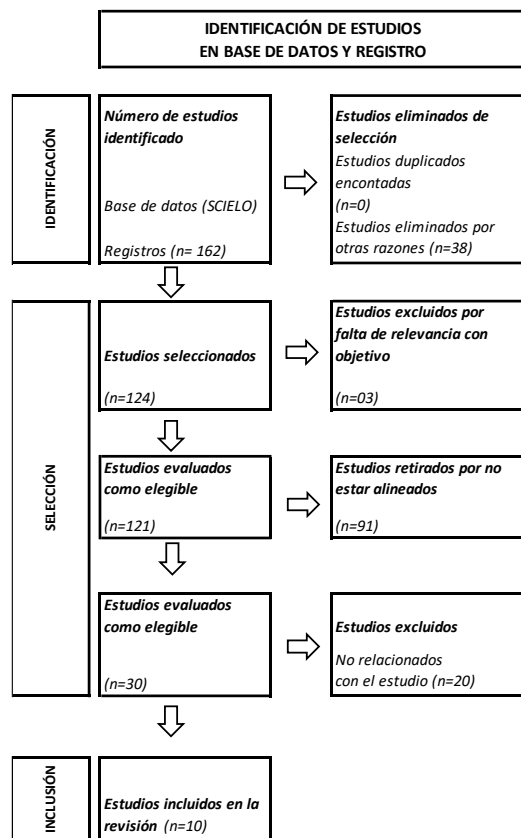 IDENTIFICACIÓN DE ESTUDIOS
EN BASE DE DATOS Y REGISTRO
IDENTIFICACIÓN
Número de estudios
identificado
Base de datos (SCIELO)
Registros (n= 162)
Estudios eliminados de
selección
Estudios duplicados
encontadas
(n=0)
Estudios eliminados por
otras razones (n=38)
SELECCIÓN
Estudios seleccionados
(n=124)
Estudios excluidos por
falta de relevancia con
objetivo
(n=03)
Estudios evaluados
como elegible
(n=121)
Estudios retirados por no
estar alineados
(n=91)
Estudios evaluados
como elegible
(n=30)
Estudios excluidos
No relacionados
con el estudio (n=20)
INCLUSIÓN
Estudios incluidos en la
revisión (n=10)